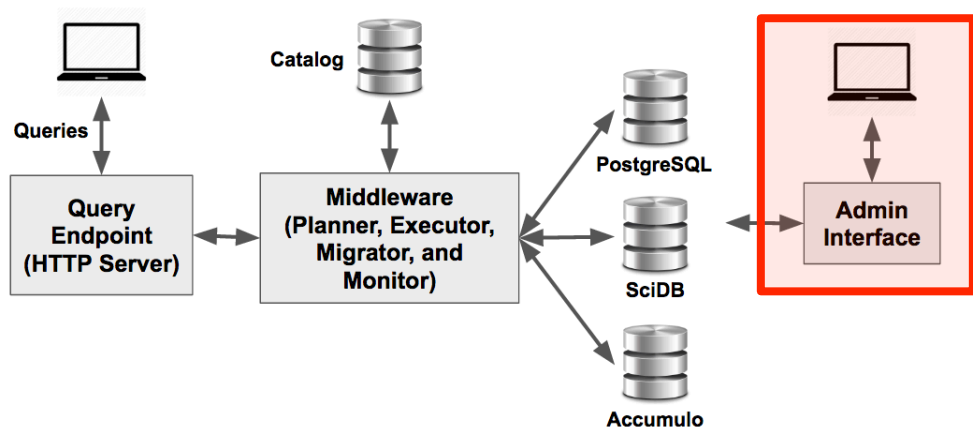 Catalog
Queries
Query
Endpoint
(HTTP Server)
Middleware
(Planner, Executor,
Migrator, and
Monitor)
PostgreSQL
SciDB
Accumulo
Admin
Interface